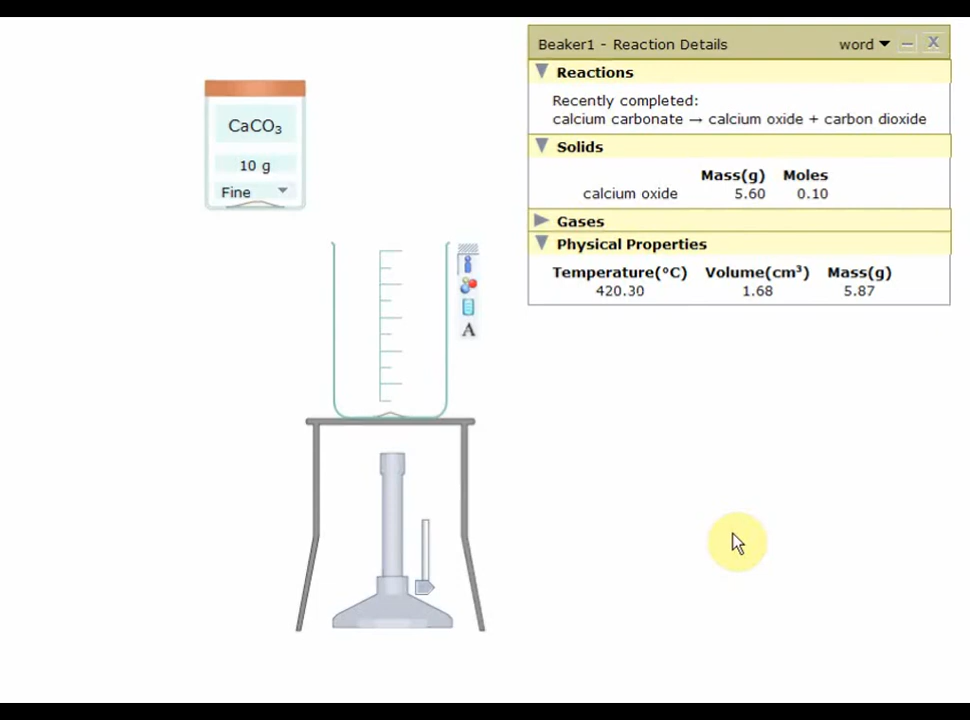 Beaker1 - Reaction Details word
Reactions
Recently completed:
calcium carbonate → calcium oxide + carbon dioxide
Solids
Mass(g) Moles
calcium oxide 5.60 0.10
Gases
Physical Properties
Temperature(°C) Volume(cm³) Mass(g)
420.30 1.68 5.87
CaCO₃
10 g
Fine
A